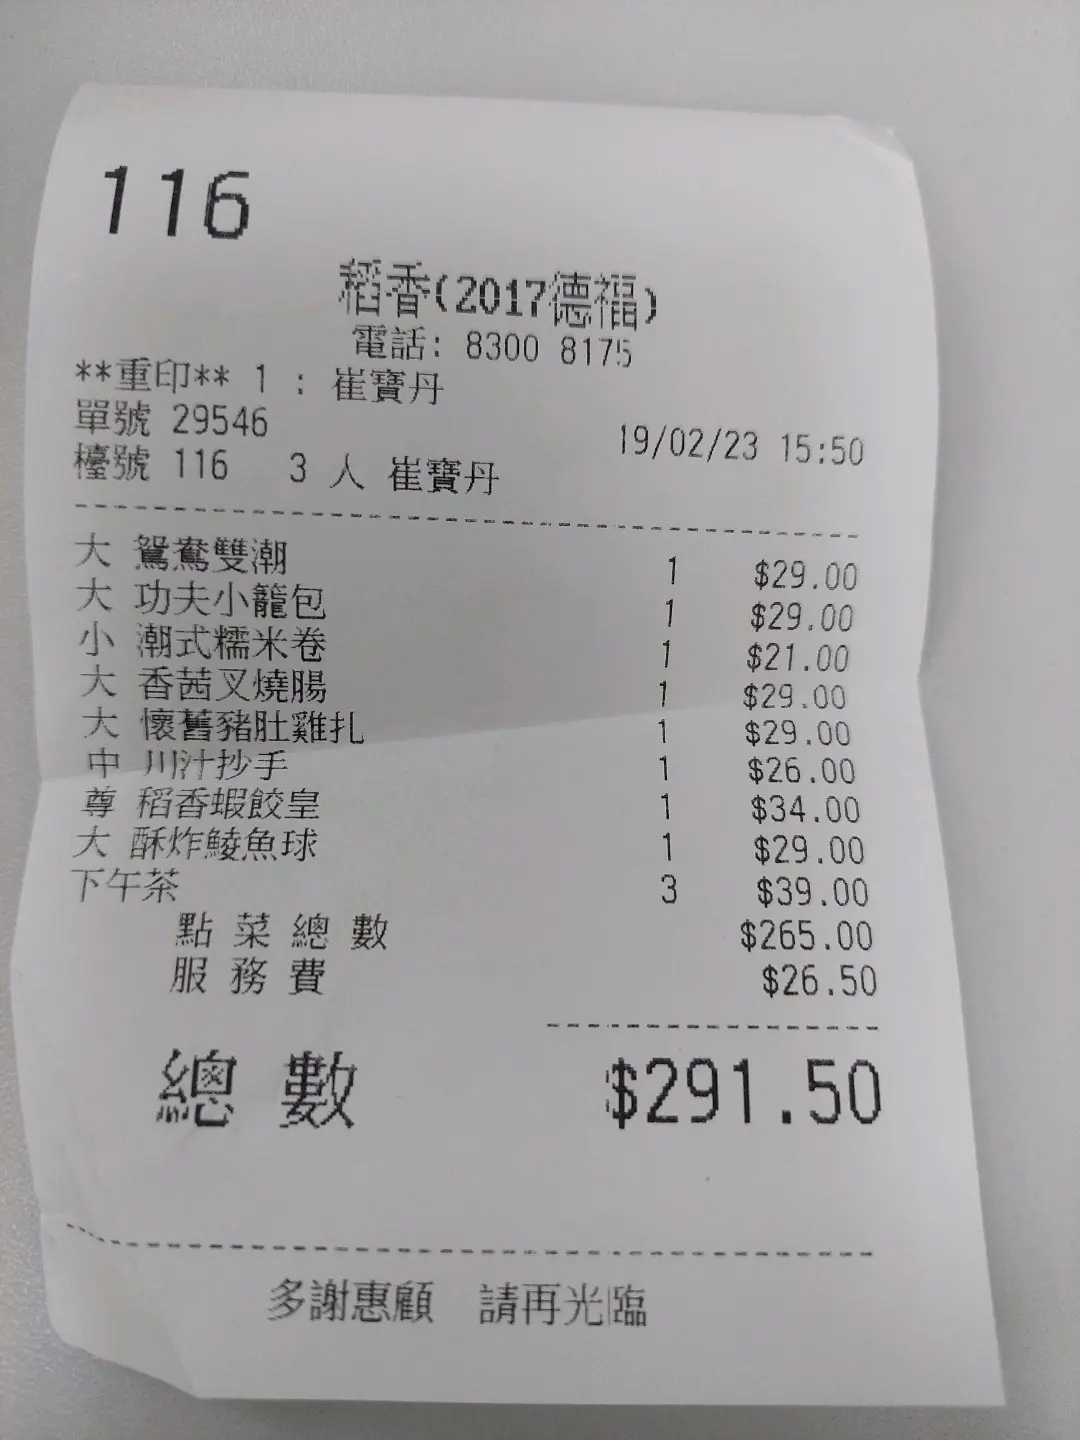 116
稻香(2017德福)
電話: 8300 8175
**重印** 1 : 崔寶丹
單號 29546
19/02/23 15:50
檯號 116 3 人 崔寶丹
大 鴛鴦雙潮 1 $29.00
大 功夫小籠包 1 $29.00
小 潮式糯米卷 1 $21.00
大 香茜叉燒腸 1 $29.00
大 懷舊豬肚雞扎 1 $29.00
中 川汁抄手 1 $26.00
尊 稻香蝦餃皇 1 $34.00
大 酥炸鯪魚球 1 $29.00
下午茶 3 $39.00
點 菜 總 數 $265.00
服 務 費 $26.50
總 數 $291.50
多謝惠顧 請再光臨